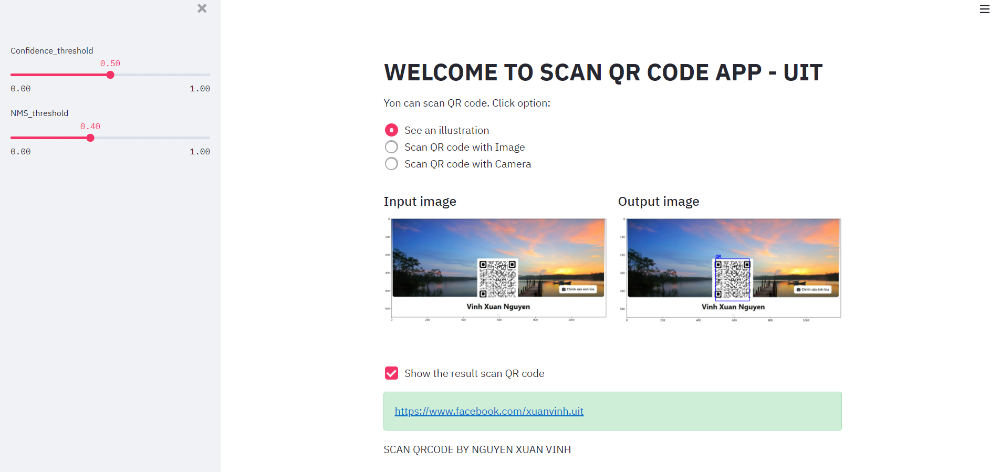 Confidence_threshold
0.50
0.00 1.00
NMS_threshold
0.40
0.00 1.00
WELCOME TO SCAN QR CODE APP - UIT
Yon can scan QR code. Click option:
See an illustration
Scan QR code with Image
Scan QR code with Camera
Input image
0
100
200
300
400
500
Chỉnh sửa ảnh bìa
Vinh Xuan Nguyen
0 200 400 600 800 1000
Output image
0
100
200
300
400
500
QR
Chỉnh sửa ảnh bìa
Vinh Xuan Nguyen
0 200 400 600 800 1000
Show the result scan QR code
https://www.facebook.com/xuanvinh.uit
SCAN QRCODE BY NGUYEN XUAN VINH